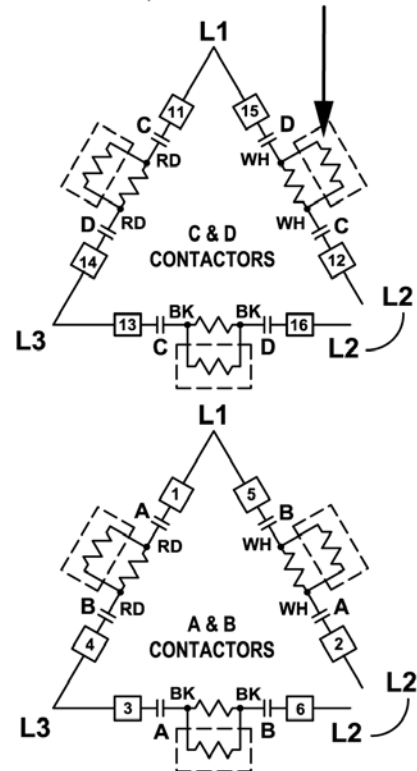 L1
11 15
C D
RD WH
D RD WH C
14 12
C & D
CONTACTORS
L2
BK BK
13 16
L3 C D L2
L1
1 5
A B
RD WH
B RD WH A
4 2
A & B
CONTACTORS
L2
BK BK
3 6
L3 A B L2